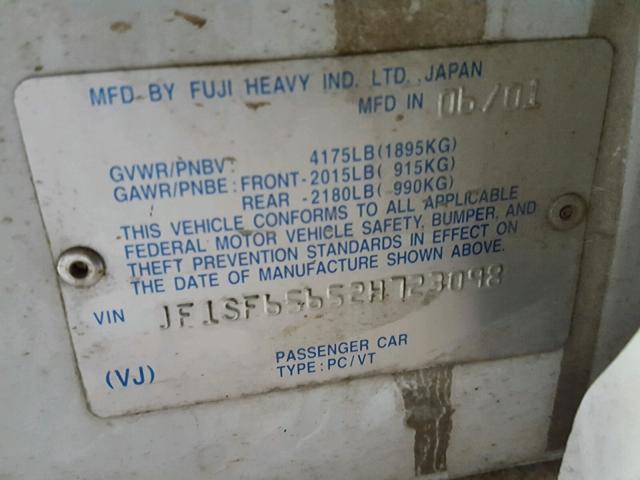 MFD BY FUJI HEAVY IND. LTD. JAPAN
MFD IN 06/01
GVWR/PNBV: 4175LB(1895KG)
GAWR/PNBE: FRONT-2015LB( 915KG)
REAR -2180LB( 990KG)
THIS VEHICLE CONFORMS TO ALL APPLICABLE
FEDERAL MOTOR VEHICLE SAFETY, BUMPER, AND
THEFT PREVENTION STANDARDS IN EFFECT ON
THE DATE OF MANUFACTURE SHOWN ABOVE.
VIN JF1SF65652H723098
PASSENGER CAR
(VJ) TYPE: PC/VT